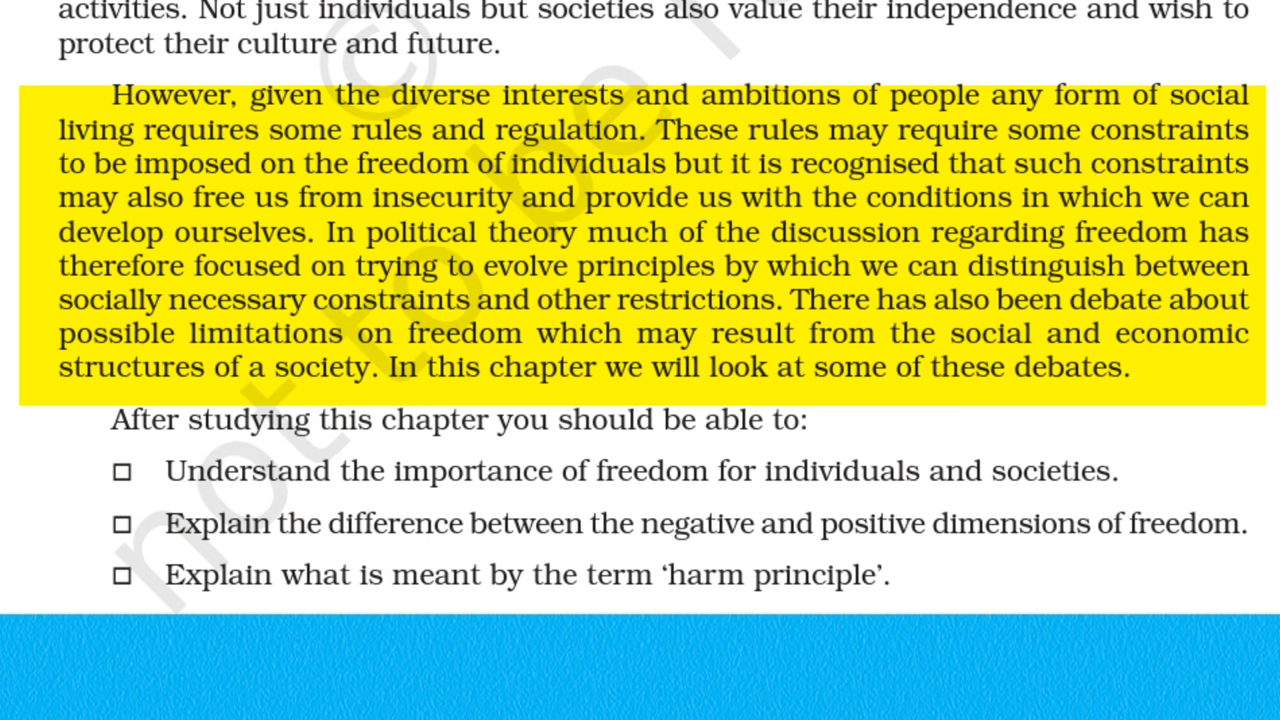 activities. Not just individuals but societies also value their independence and wish to
protect their culture and future.
However, given the diverse interests and ambitions of people any form of social
living requires some rules and regulation. These rules may require some constraints
to be imposed on the freedom of individuals but it is recognised that such constraints
may also free us from insecurity and provide us with the conditions in which we can
develop ourselves. In political theory much of the discussion regarding freedom has
therefore focused on trying to evolve principles by which we can distinguish between
socially necessary constraints and other restrictions. There has also been debate about
possible limitations on freedom which may result from the social and economic
structures of a society. In this chapter we will look at some of these debates.
After studying this chapter you should be able to:
☐ Understand the importance of freedom for individuals and societies.
☐ Explain the difference between the negative and positive dimensions of freedom.
☐ Explain what is meant by the term ‘harm principle’.
© not to be